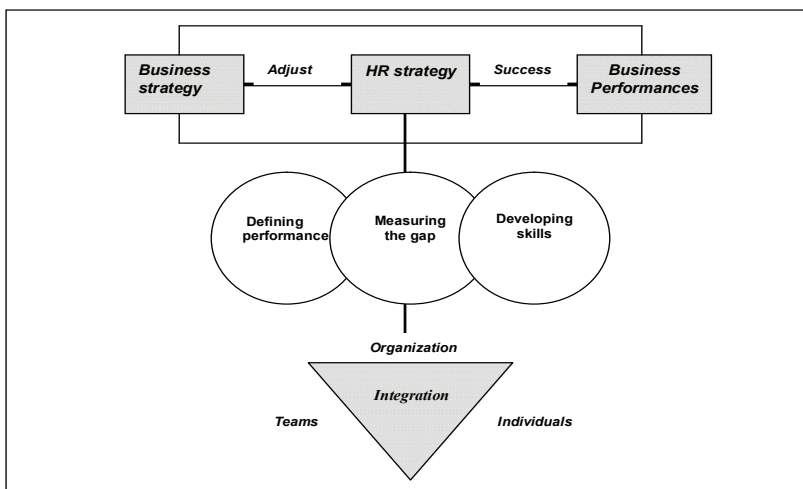 Business
strategy
Adjust
HR strategy
Success
Business
Performances
Defining
performance
Measuring
the gap
Developing
skills
Organization
Integration
Teams
Individuals